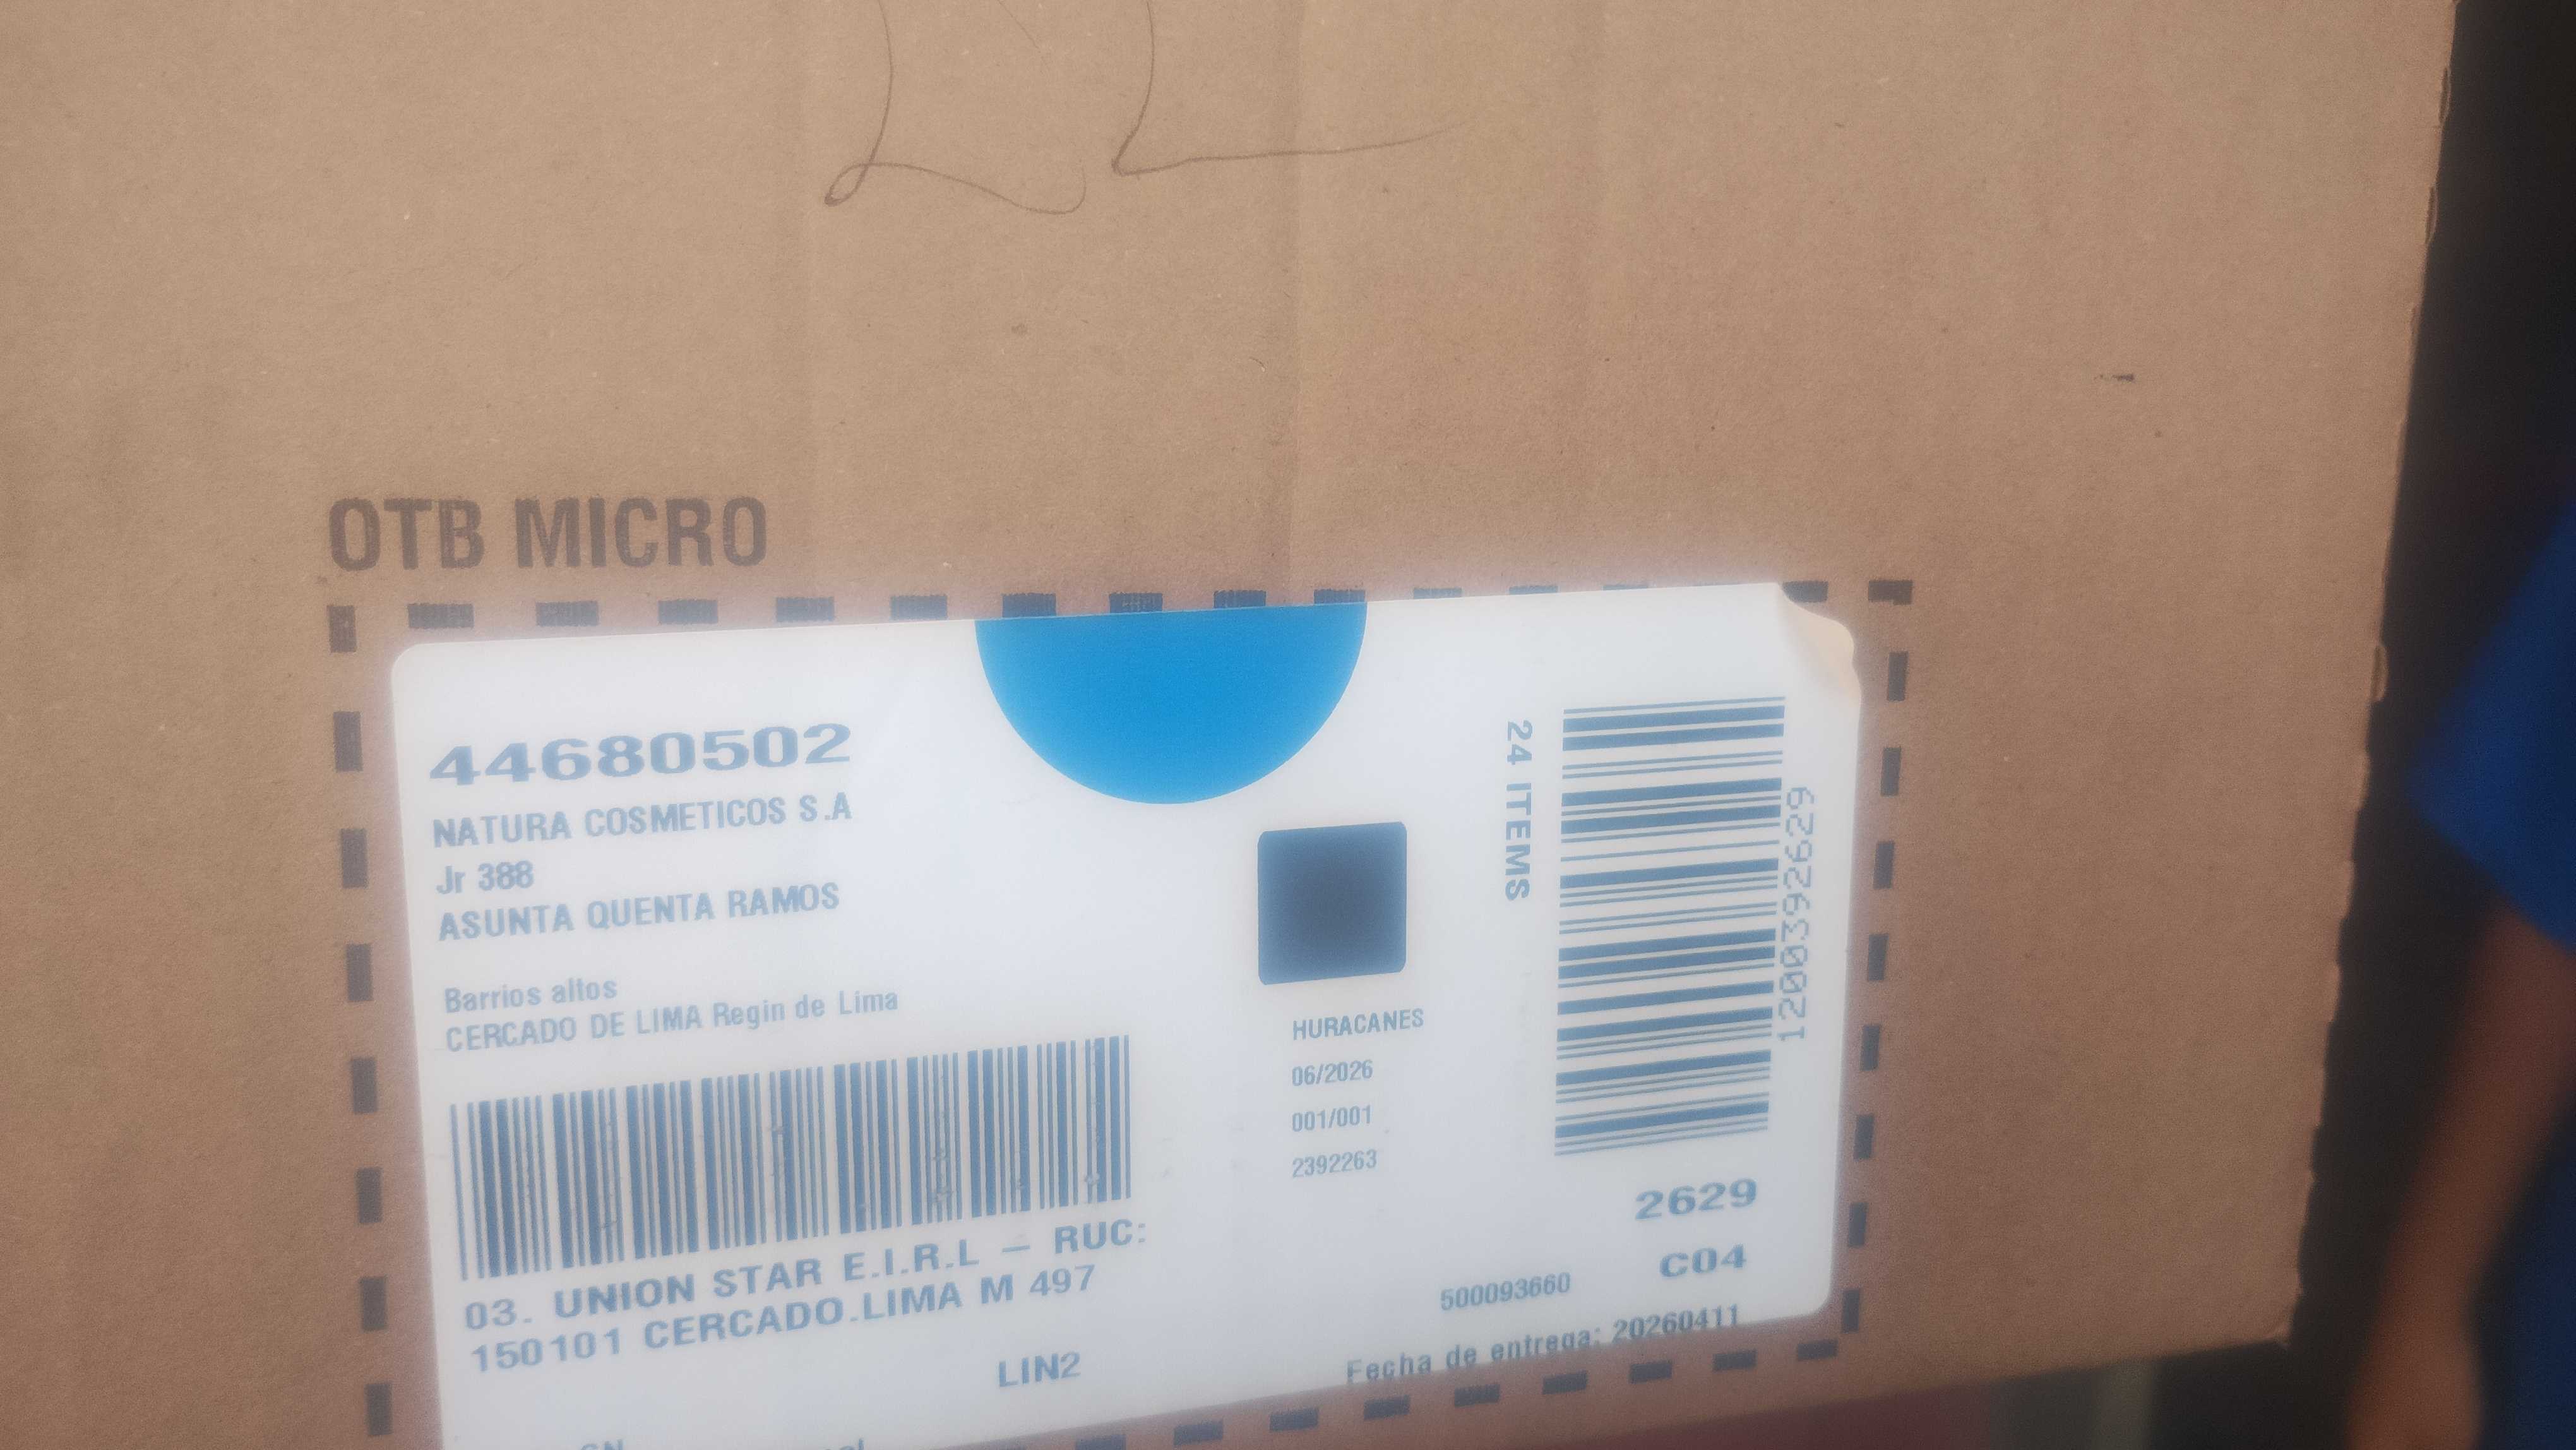 OTB MICRO
44680502
NATURA COSMETICOS S.A
Jr 388
ASUNTA QUENTA RAMOS
Barrios altos
CERCADO DE LIMA Regin de Lima
03. UNION STAR E.I.R.L – RUC:
150101 CERCADO.LIMA M 497
LIN2
24 ITEMS
120039262629
HURACANES
06/2026
001/001
2392263
2629
C04
500093660
Fecha de entrega: 20260411